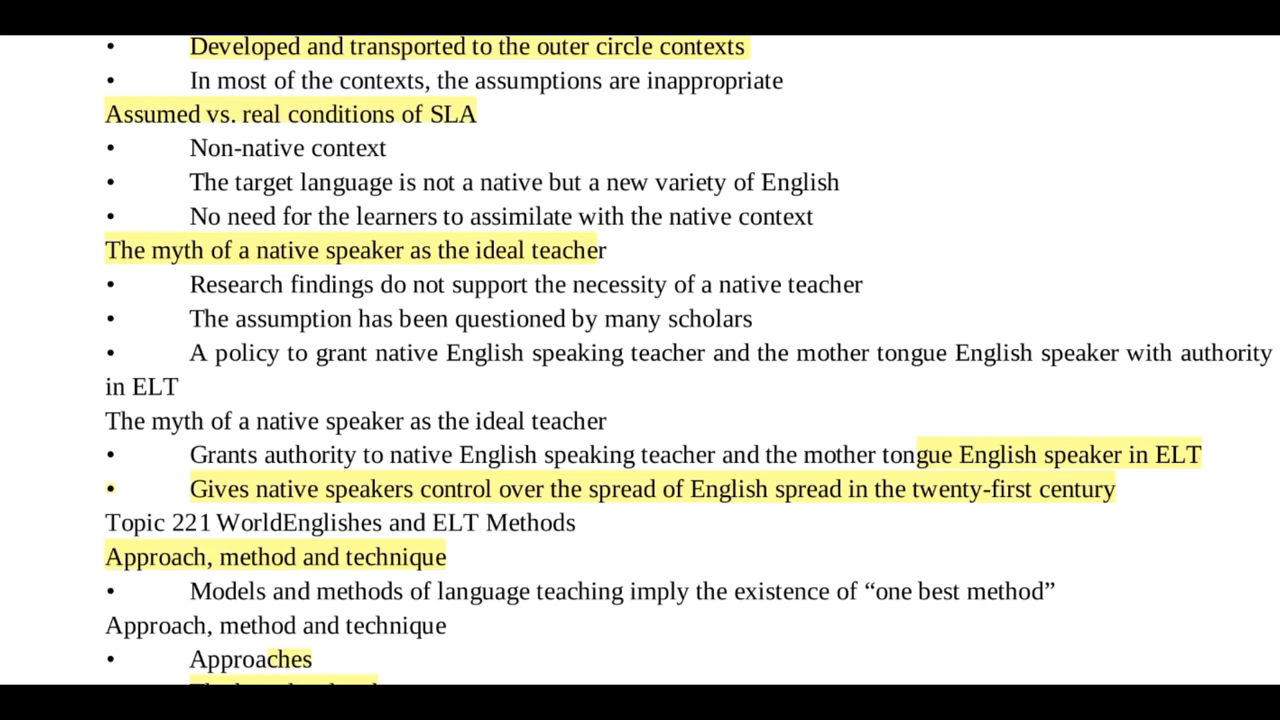 • Developed and transported to the outer circle contexts
• In most of the contexts, the assumptions are inappropriate
Assumed vs. real conditions of SLA
• Non-native context
• The target language is not a native but a new variety of English
• No need for the learners to assimilate with the native context
The myth of a native speaker as the ideal teacher
• Research findings do not support the necessity of a native teacher
• The assumption has been questioned by many scholars
• A policy to grant native English speaking teacher and the mother tongue English speaker with authority
in ELT
The myth of a native speaker as the ideal teacher
• Grants authority to native English speaking teacher and the mother tongue English speaker in ELT
• Gives native speakers control over the spread of English spread in the twenty-first century
Topic 221 WorldEnglishes and ELT Methods
Approach, method and technique
• Models and methods of language teaching imply the existence of “one best method”
Approach, method and technique
• Approaches